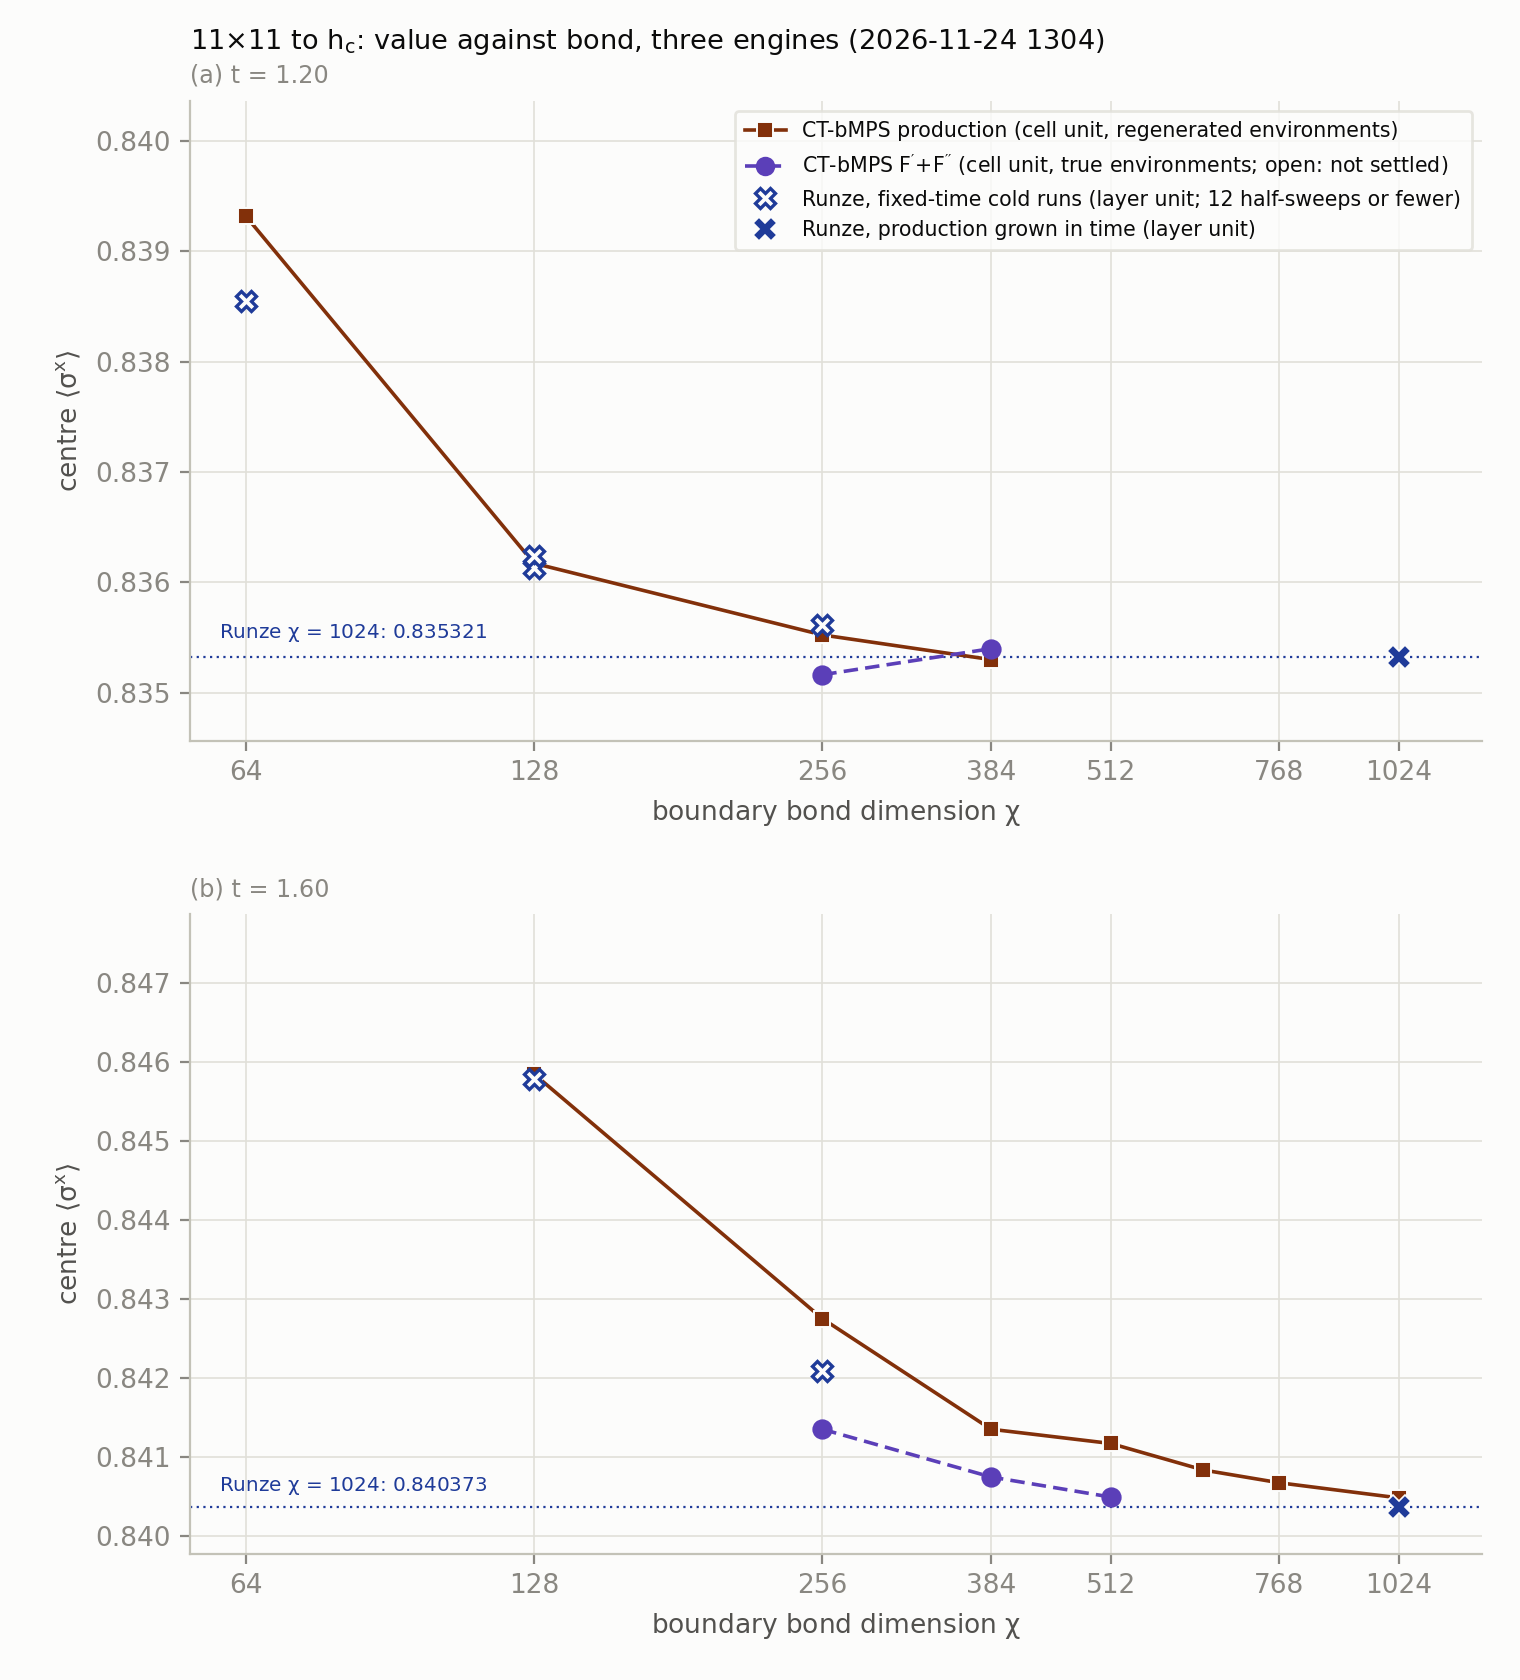 11×11 to h_c: value against bond, three engines (2026-11-24 1304)
(a) t = 1.20
CT-bMPS production (cell unit, regenerated environments)
CT-bMPS F′+F″ (cell unit, true environments; open: not settled)
Runze, fixed-time cold runs (layer unit; 12 half-sweeps or fewer)
Runze, production grown in time (layer unit)
0.840
0.839
0.838
0.837
0.836
0.835
centre ⟨σˣ⟩
Runze χ = 1024: 0.835321
64 128 256 384 512 768 1024
boundary bond dimension χ
(b) t = 1.60
0.847
0.846
0.845
0.844
0.843
0.842
0.841
0.840
centre ⟨σˣ⟩
Runze χ = 1024: 0.840373
64 128 256 384 512 768 1024
boundary bond dimension χ